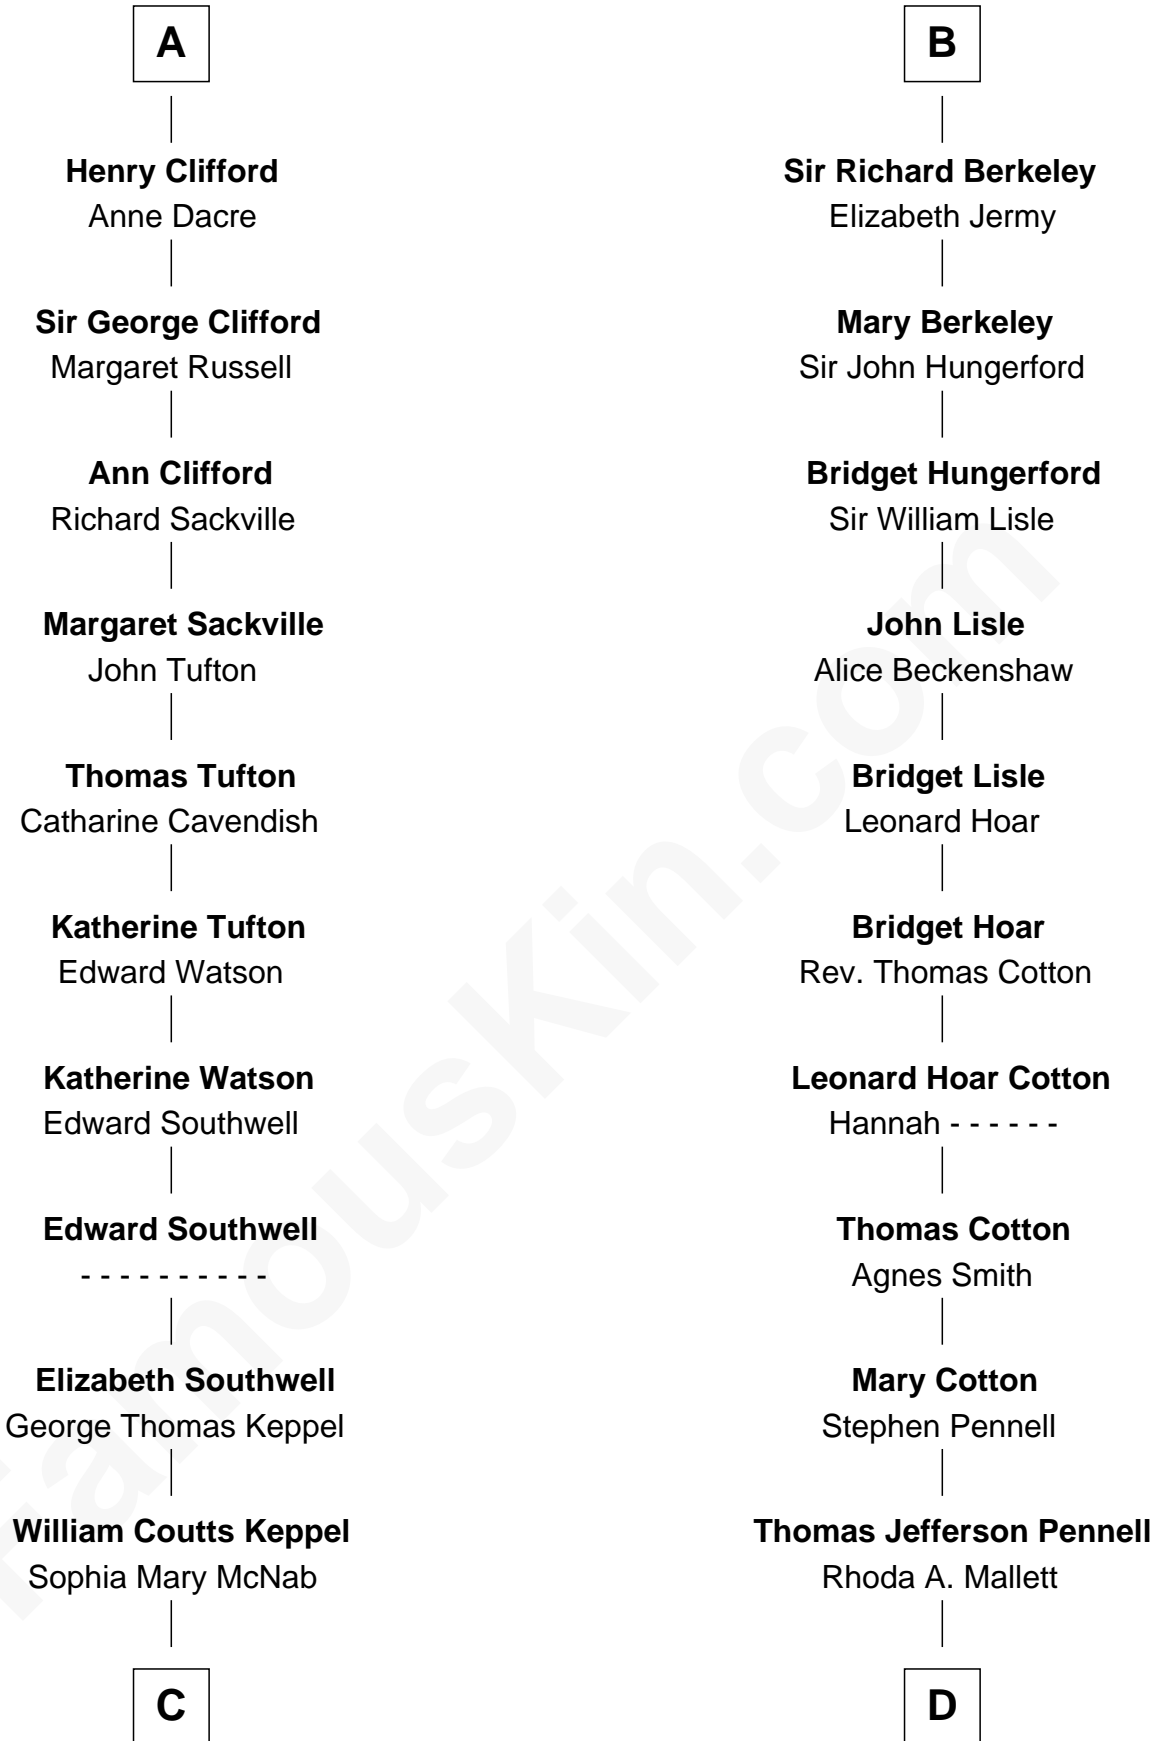 A
Henry Clifford
Anne Dacre
Sir George Clifford
Margaret Russell
Ann Clifford
Richard Sackville
Margaret Sackville
John Tufton
Thomas Tufton
Catharine Cavendish
Katherine Tufton
Edward Watson
Katherine Watson
Edward Southwell
Edward Southwell
- - - - - - - - - -
Elizabeth Southwell
George Thomas Keppel
William Coutts Keppel
Sophia Mary McNab
C
B
Sir Richard Berkeley
Elizabeth Jermy
Mary Berkeley
Sir John Hungerford
Bridget Hungerford
Sir William Lisle
John Lisle
Alice Beckenshaw
Bridget Lisle
Leonard Hoar
Bridget Hoar
Rev. Thomas Cotton
Leonard Hoar Cotton
Hannah - - - - - -
Thomas Cotton
Agnes Smith
Mary Cotton
Stephen Pennell
Thomas Jefferson Pennell
Rhoda A. Mallett
D
FamousKin.com